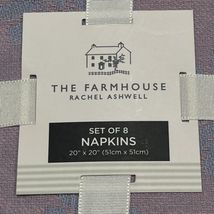 THE FARMHOUSE
RACHEL ASHWELL
SET OF 8
NAPKINS
20" x 20" (51cm x 51cm)